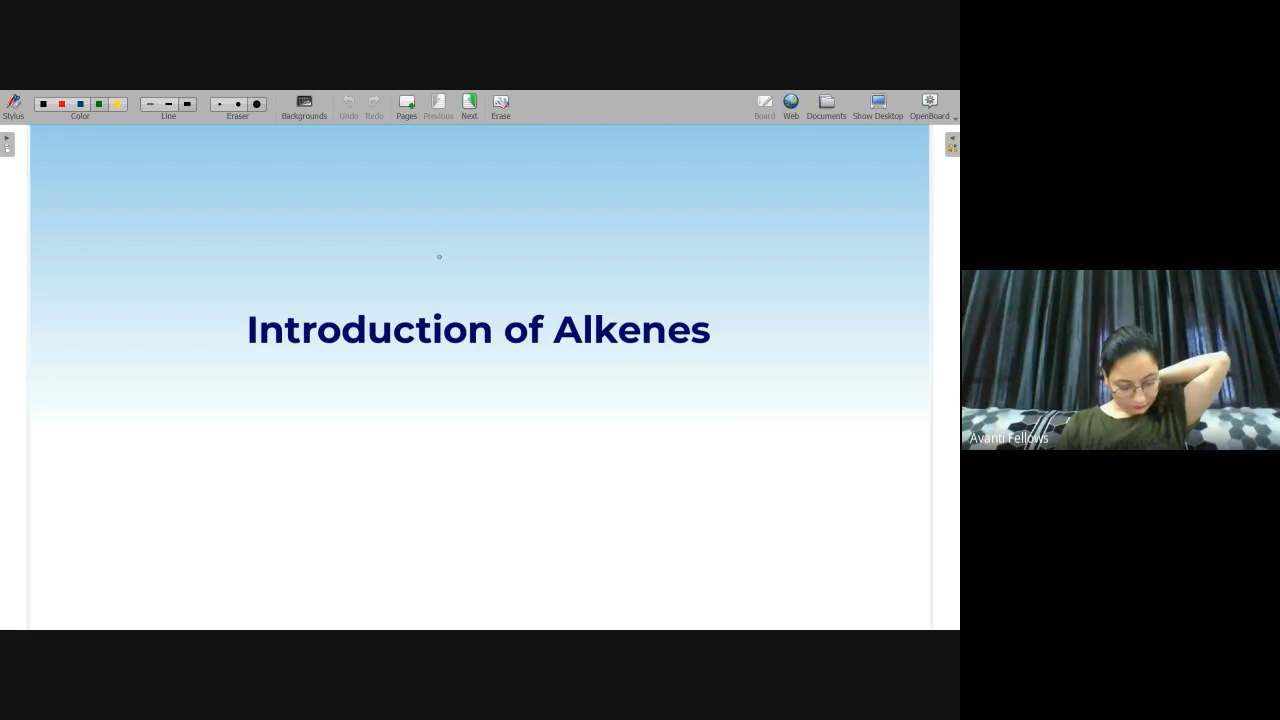 Stylus
Color
Line
Eraser
Backgrounds
Undo
Redo
Pages
Previous
Next
Erase
Board
Web
Documents
Show Desktop
OpenBoard
Introduction of Alkenes
Avanti Fellows